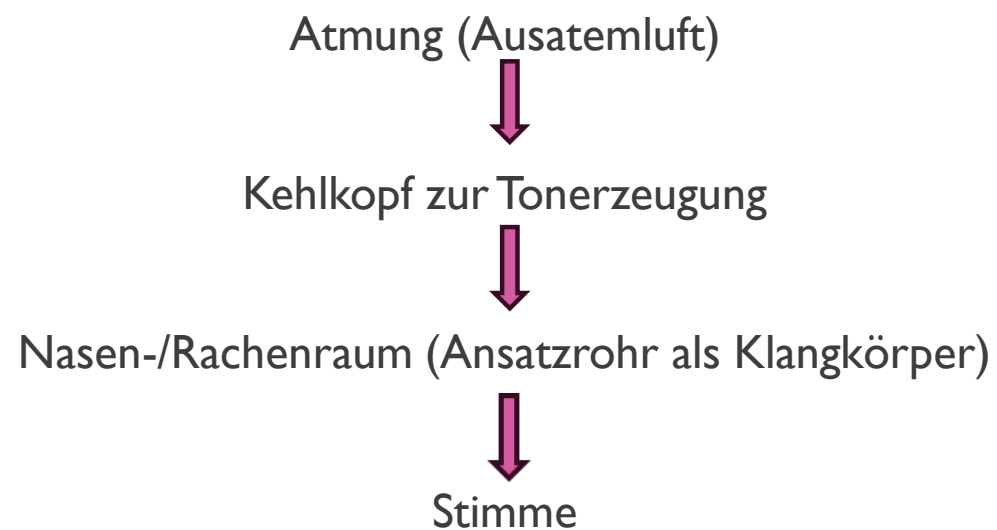 Atmung (Ausatemluft)
Kehlkopf zur Tonerzeugung
Nasen-/Rachenraum (Ansatzrohr als Klangkörper)
Stimme